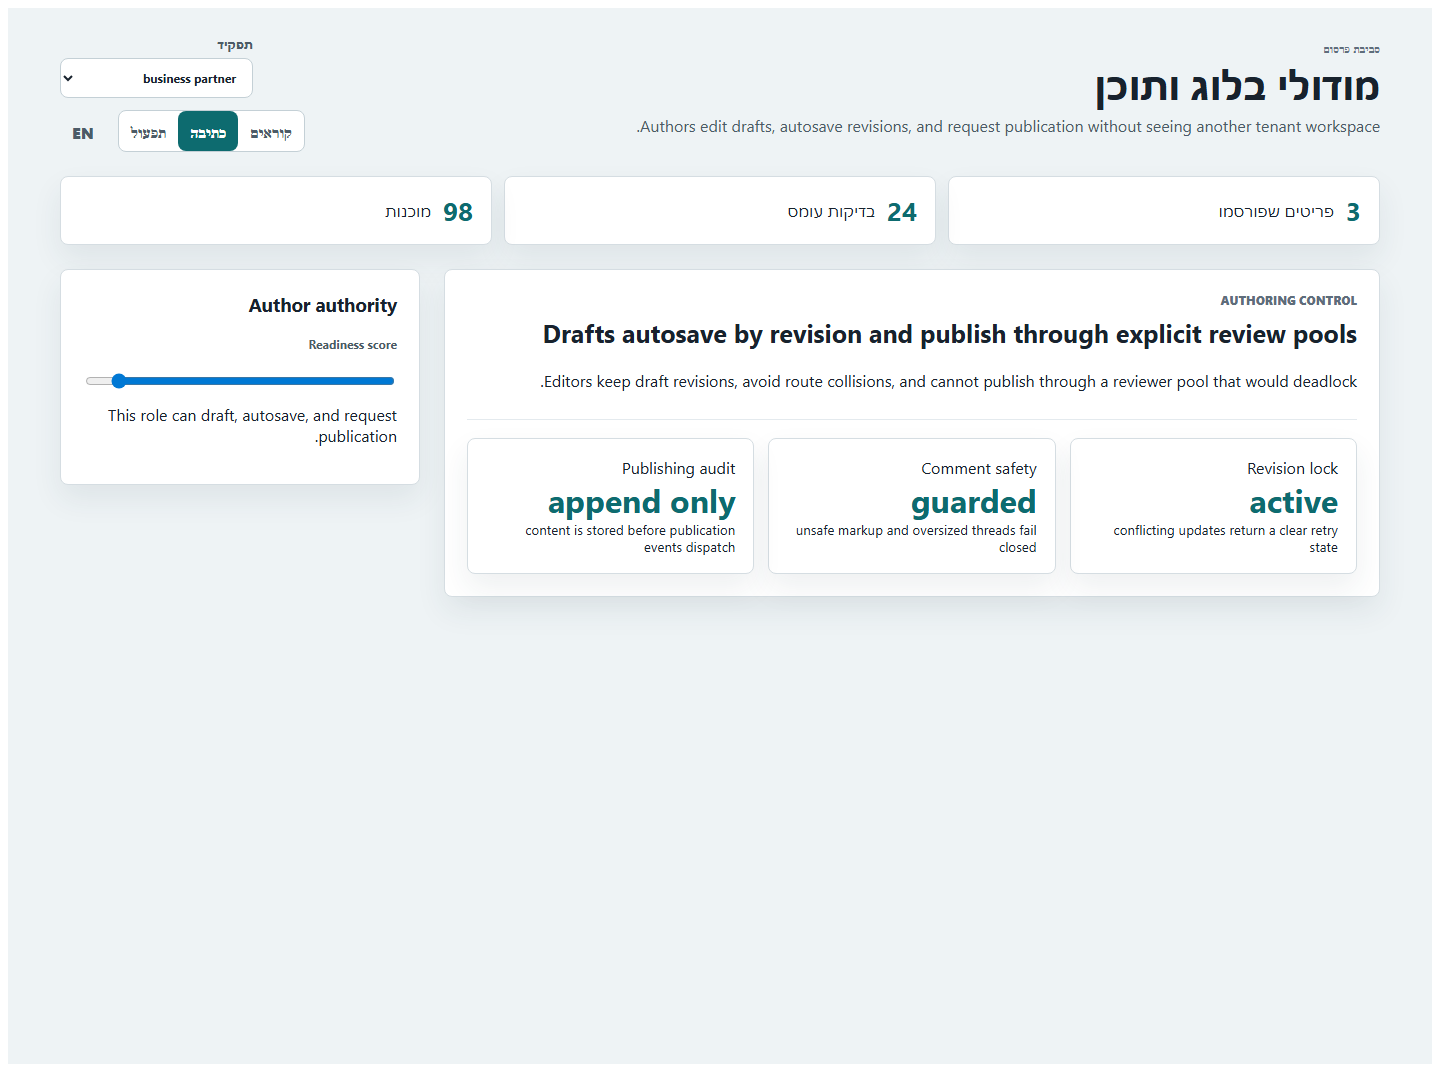 סביבת פרסום
מודולי בלוג ותוכן
Authors edit drafts, autosave revisions, and request publication without seeing another tenant workspace.
תפקיד
business partner
קוראים
כתיבה
תפעול
EN
3 פריטים שפורסמו
24 בדיקות עומס
98 מוכנות
AUTHORING CONTROL
Drafts autosave by revision and publish through explicit review pools
Editors keep draft revisions, avoid route collisions, and cannot publish through a reviewer pool that would deadlock.
Revision lock
active
conflicting updates return a clear retry
state
Comment safety
guarded
unsafe markup and oversized threads fail
closed
Publishing audit
append only
content is stored before publication
events dispatch
Author authority
Readiness score
This role can draft, autosave, and request
publication.